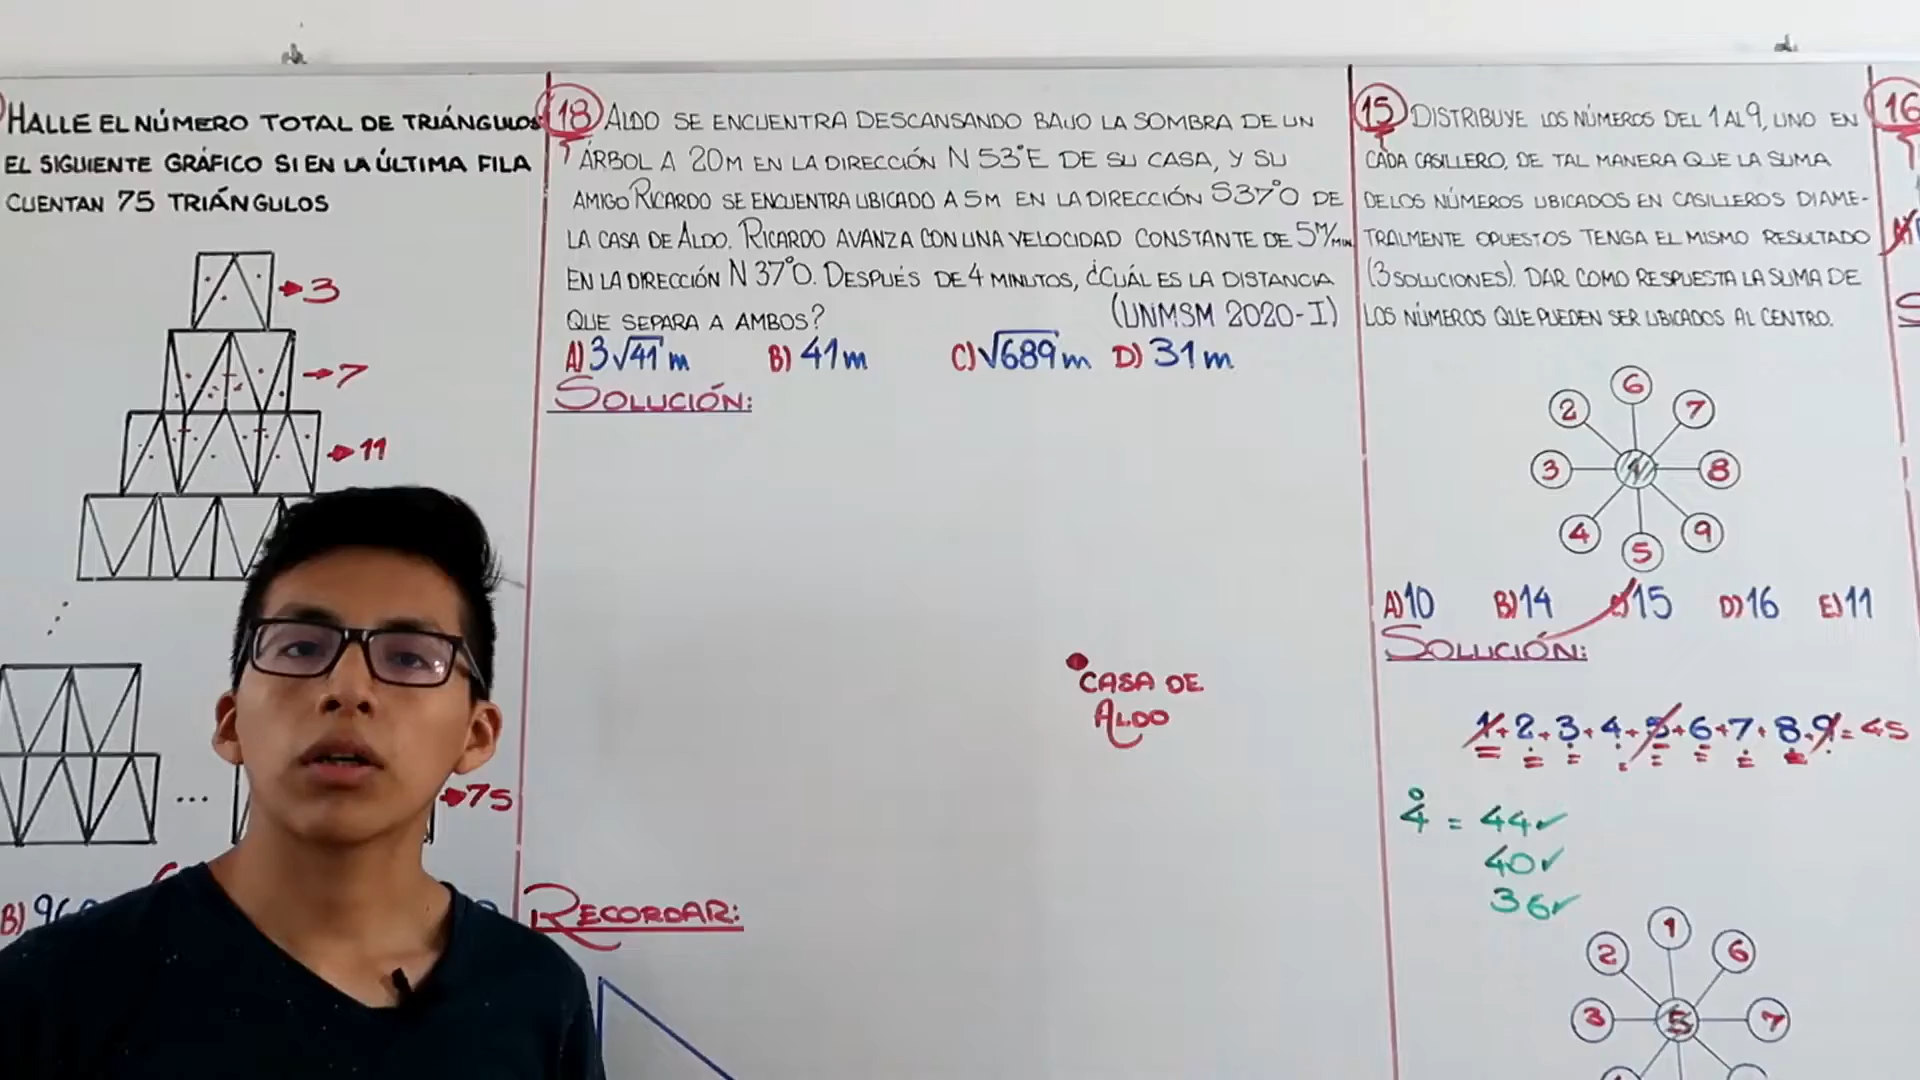 HALLE EL NÚMERO TOTAL DE TRIÁNGULOS
EL SIGUIENTE GRÁFICO SI EN LA ÚLTIMA FILA
CUENTAN 75 TRIÁNGULOS
3
7
11
...
75
B) 96
18 ALDO SE ENCUENTRA DESCANSANDO BAJO LA SOMBRA DE UN
ÁRBOL A 20M EN LA DIRECCIÓN N 53°E DE SU CASA, Y SU
AMIGO RICARDO SE ENCUENTRA UBICADO A 5M EN LA DIRECCIÓN S37°O DE
LA CASA DE ALDO. RICARDO AVANZA CON UNA VELOCIDAD CONSTANTE DE 5M/MIN
EN LA DIRECCIÓN N 37°O. DESPUÉS DE 4 MINUTOS, ¿CUÁL ES LA DISTANCIA
QUE SEPARA A AMBOS? (UNMSM 2020-I)
A) 3√41 m B) 41m C) √689 m D) 31 m
SOLUCIÓN:
CASA DE
ALDO
RECORDAR:
15 DISTRIBUYE LOS NÚMEROS DEL 1 AL 9, UNO EN
CADA CASILLERO, DE TAL MANERA QUE LA SUMA
DE LOS NÚMEROS UBICADOS EN CASILLEROS DIAME-
TRALMENTE OPUESTOS TENGA EL MISMO RESULTADO
(3 SOLUCIONES). DAR COMO RESPUESTA LA SUMA DE
LOS NÚMEROS QUE PUEDEN SER UBICADOS AL CENTRO.
6
2 7
3 1 8
4 9
5
A) 10 B) 14 C) 15 D) 16 E) 11
SOLUCIÓN:
1+2+3+4+5+6+7+8+9=45
4° = 44✓
40✓
36✓
1
2 6
3 5 7
16